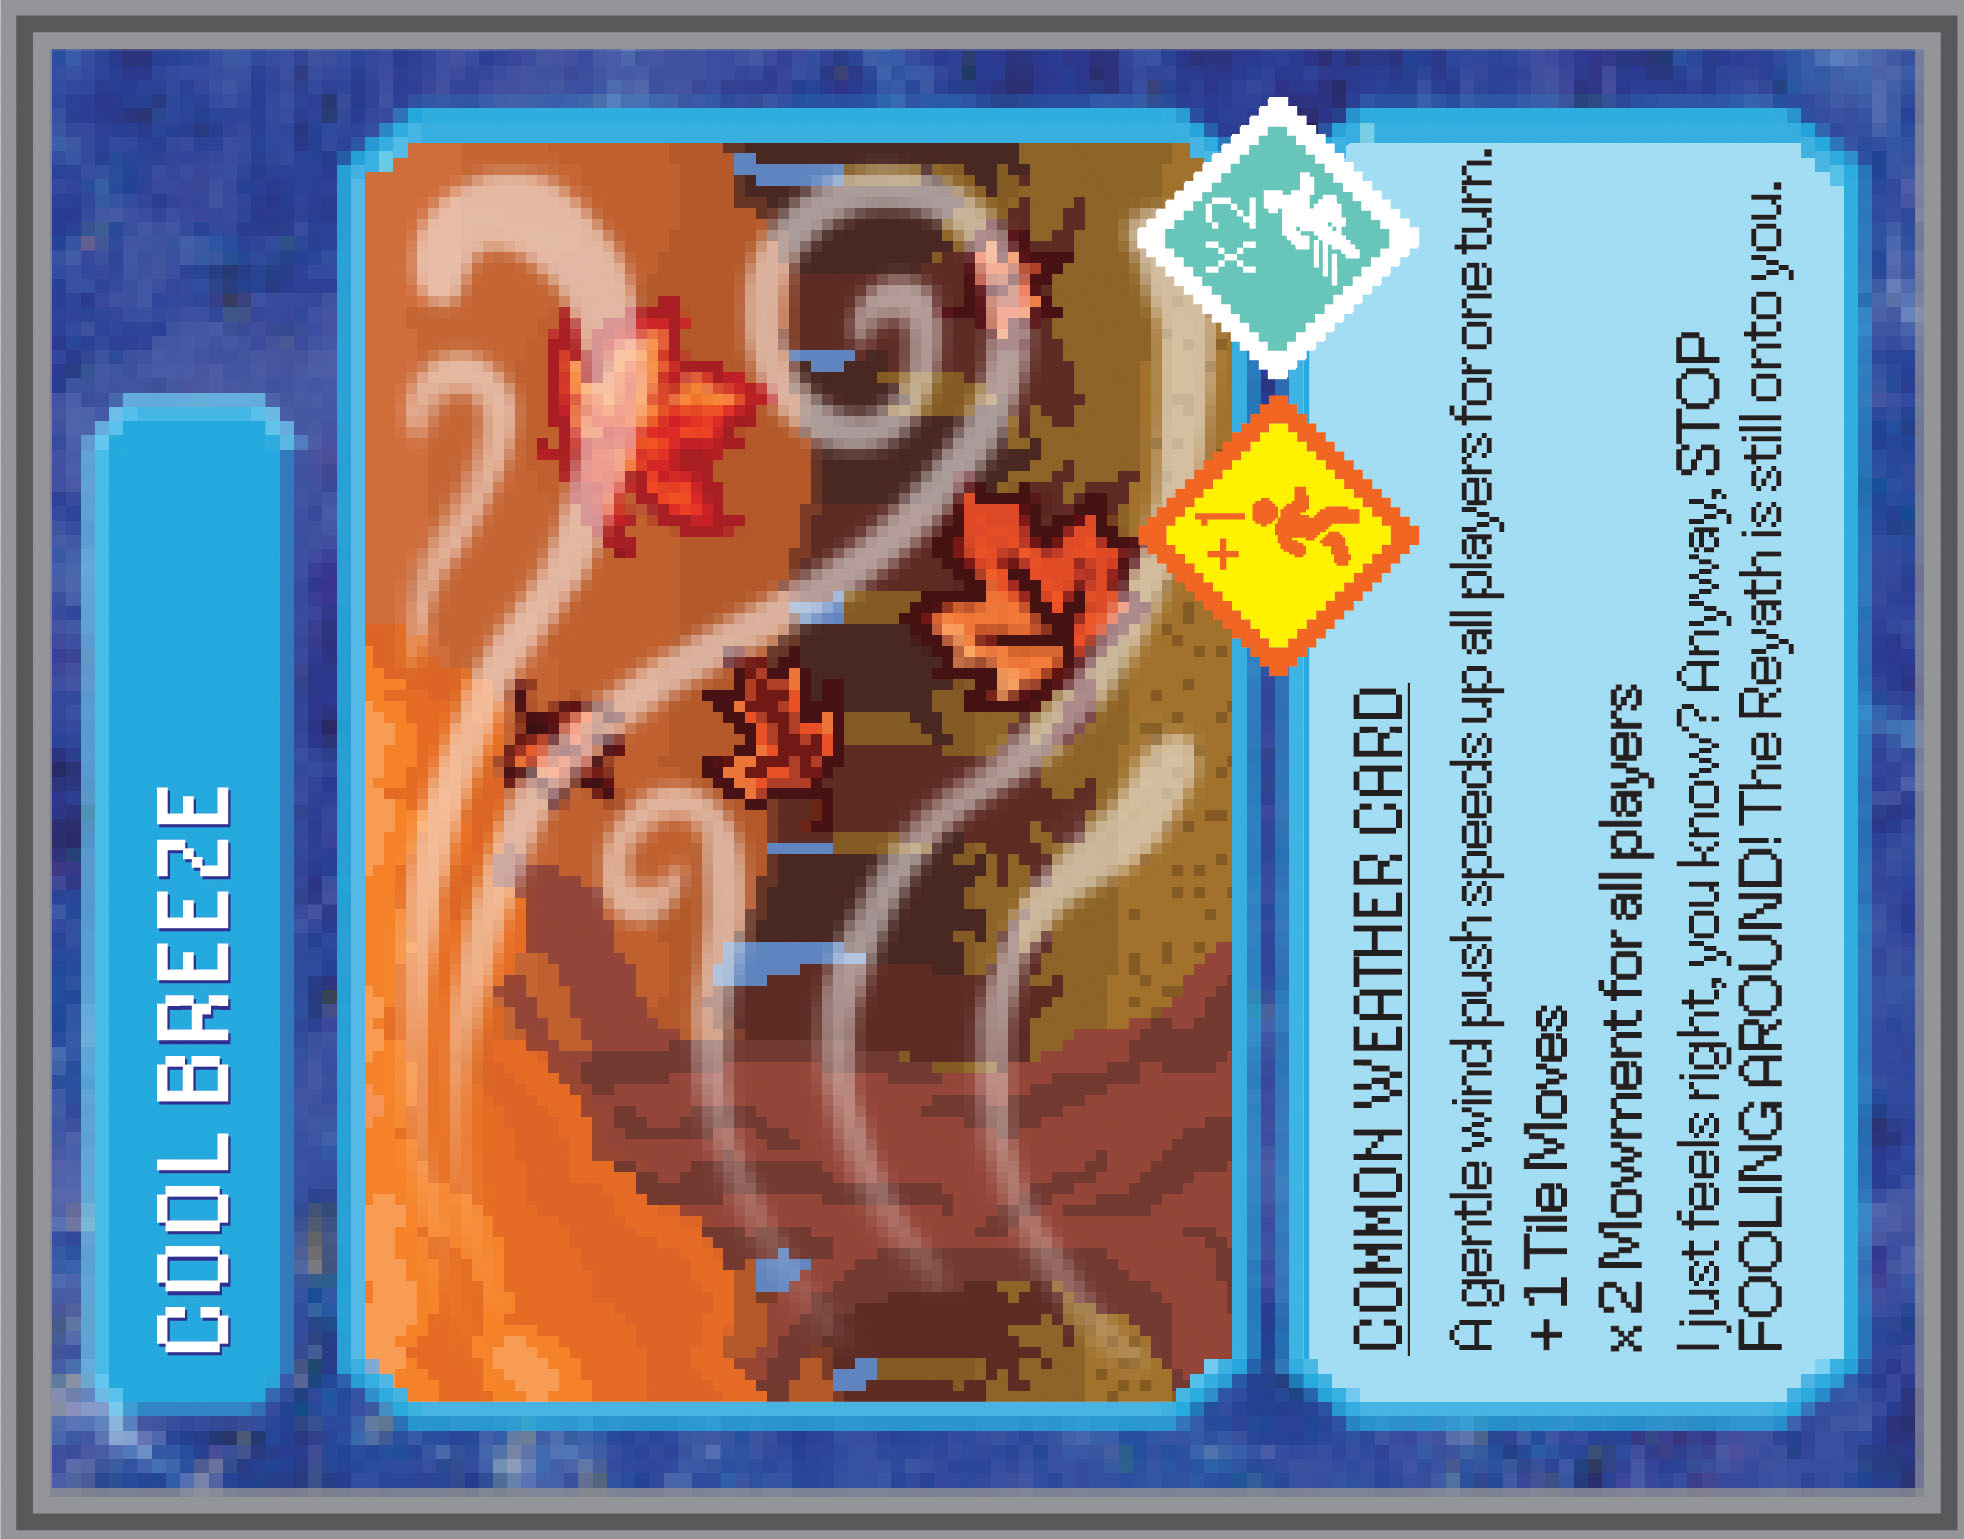 COOL BREEZE
x2
+1
COMMON WEATHER CARD
A gentle wind push speeds up all players for one turn.
+ 1 Tile Moves
x 2 Mowment for all players
I just feels right, you know? Anyway, STOP
FOOLING AROUND! The Reyath is still onto you.